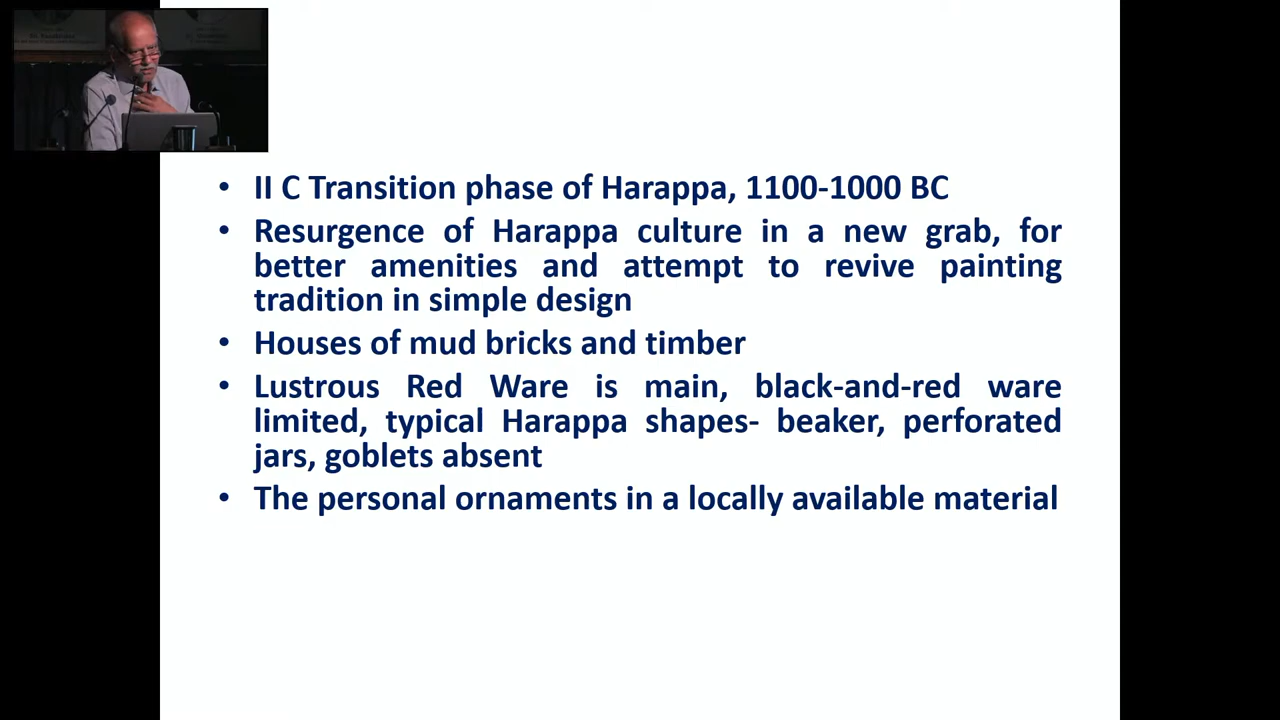 • II C Transition phase of Harappa, 1100-1000 BC
• Resurgence of Harappa culture in a new grab, for
better amenities and attempt to revive painting
tradition in simple design
• Houses of mud bricks and timber
• Lustrous Red Ware is main, black-and-red ware
limited, typical Harappa shapes- beaker, perforated
jars, goblets absent
• The personal ornaments in a locally available material